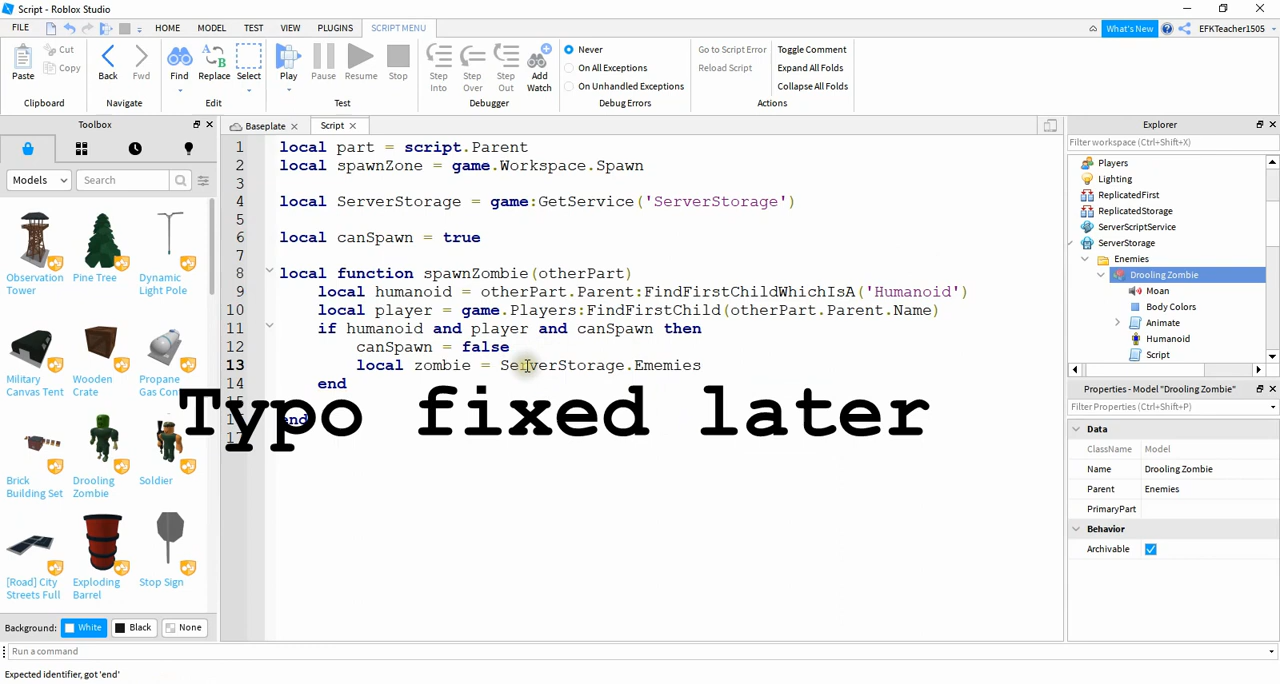 Script - Roblox Studio
FILE HOME MODEL TEST VIEW PLUGINS SCRIPT MENU What's New EFKTeacher1505
Paste Cut Copy Back Fwd Find Replace Select Play Pause Resume Stop Step Into Step Over Step Out Add Watch Never On All Exceptions On Unhandled Exceptions Go to Script Error Reload Script Toggle Comment Expand All Folds Collapse All Folds
Clipboard Navigate Edit Test Debugger Debug Errors Actions
Toolbox
Models Search
Observation Tower
Pine Tree
Dynamic Light Pole
Military Canvas Tent
Wooden Crate
Propane Gas Con
Brick Building Set
Drooling Zombie
Soldier
[Road] City Streets Full
Exploding Barrel
Stop Sign
Background: White Black None
Baseplate Script
1 local part = script.Parent
2 local spawnZone = game.Workspace.Spawn
3
4 local ServerStorage = game:GetService('ServerStorage')
5
6 local canSpawn = true
7
8 local function spawnZombie(otherPart)
9 local humanoid = otherPart.Parent:FindFirstChildWhichIsA('Humanoid')
10 local player = game.Players:FindFirstChild(otherPart.Parent.Name)
11 if humanoid and player and canSpawn then
12 canSpawn = false
13 local zombie = ServerStorage.Ememies
14 end
end
Typo fixed later
Explorer
Filter workspace (Ctrl+Shift+X)
Players
Lighting
ReplicatedFirst
ReplicatedStorage
ServerScriptService
ServerStorage
Enemies
Drooling Zombie
Moan
Body Colors
Animate
Humanoid
Script
Properties - Model "Drooling Zombie"
Filter Properties (Ctrl+Shift+P)
Data
ClassName Model
Name Drooling Zombie
Parent Enemies
PrimaryPart
Behavior
Archivable
Run a command
Expected identifier, got 'end'